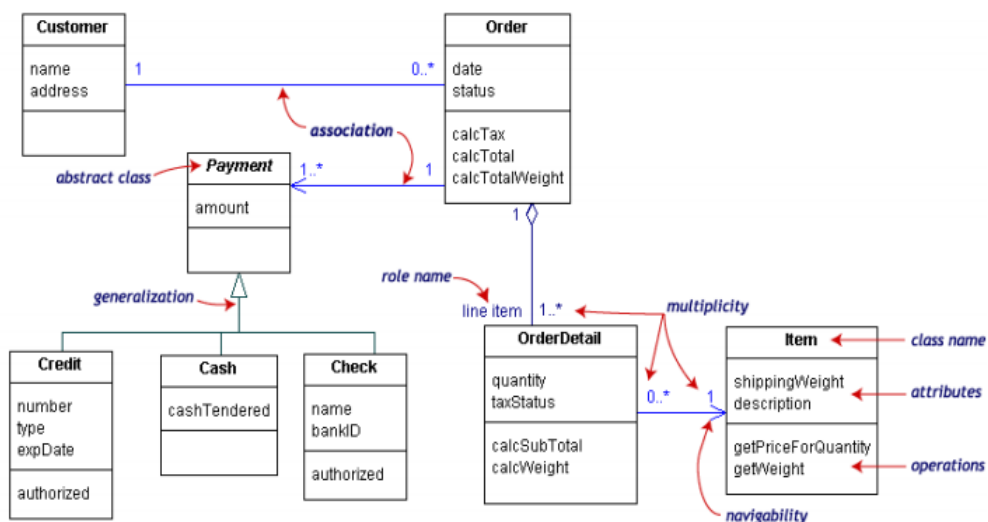 Customer
name
address
1
0..*
Order
date
status
calcTax
calcTotal
calcTotalWeight
association
abstract class
Payment
amount
1..*
1
1
generalization
role name
line item
1..*
multiplicity
Credit
number
type
expDate
authorized
Cash
cashTendered
Check
name
bankID
authorized
OrderDetail
quantity
taxStatus
calcSubTotal
calcWeight
0..*
1
Item
shippingWeight
description
getPriceForQuantity
getWeight
class name
attributes
operations
navigability